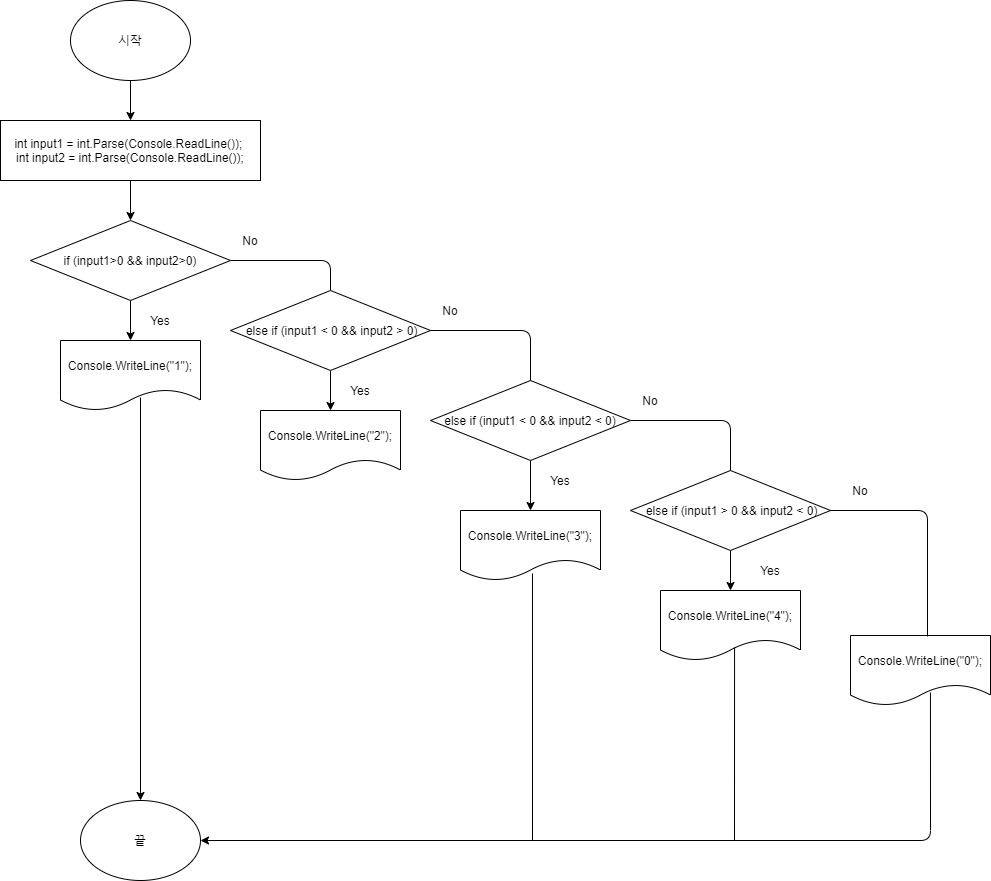 시작
int input1 = int.Parse(Console.ReadLine());
int input2 = int.Parse(Console.ReadLine());
if (input1>0 && input2>0)
No
Yes
Console.WriteLine("1");
else if (input1 < 0 && input2 > 0)
No
Yes
Console.WriteLine("2");
else if (input1 < 0 && input2 < 0)
No
Yes
Console.WriteLine("3");
else if (input1 > 0 && input2 < 0)
No
Yes
Console.WriteLine("4");
Console.WriteLine("0");
끝